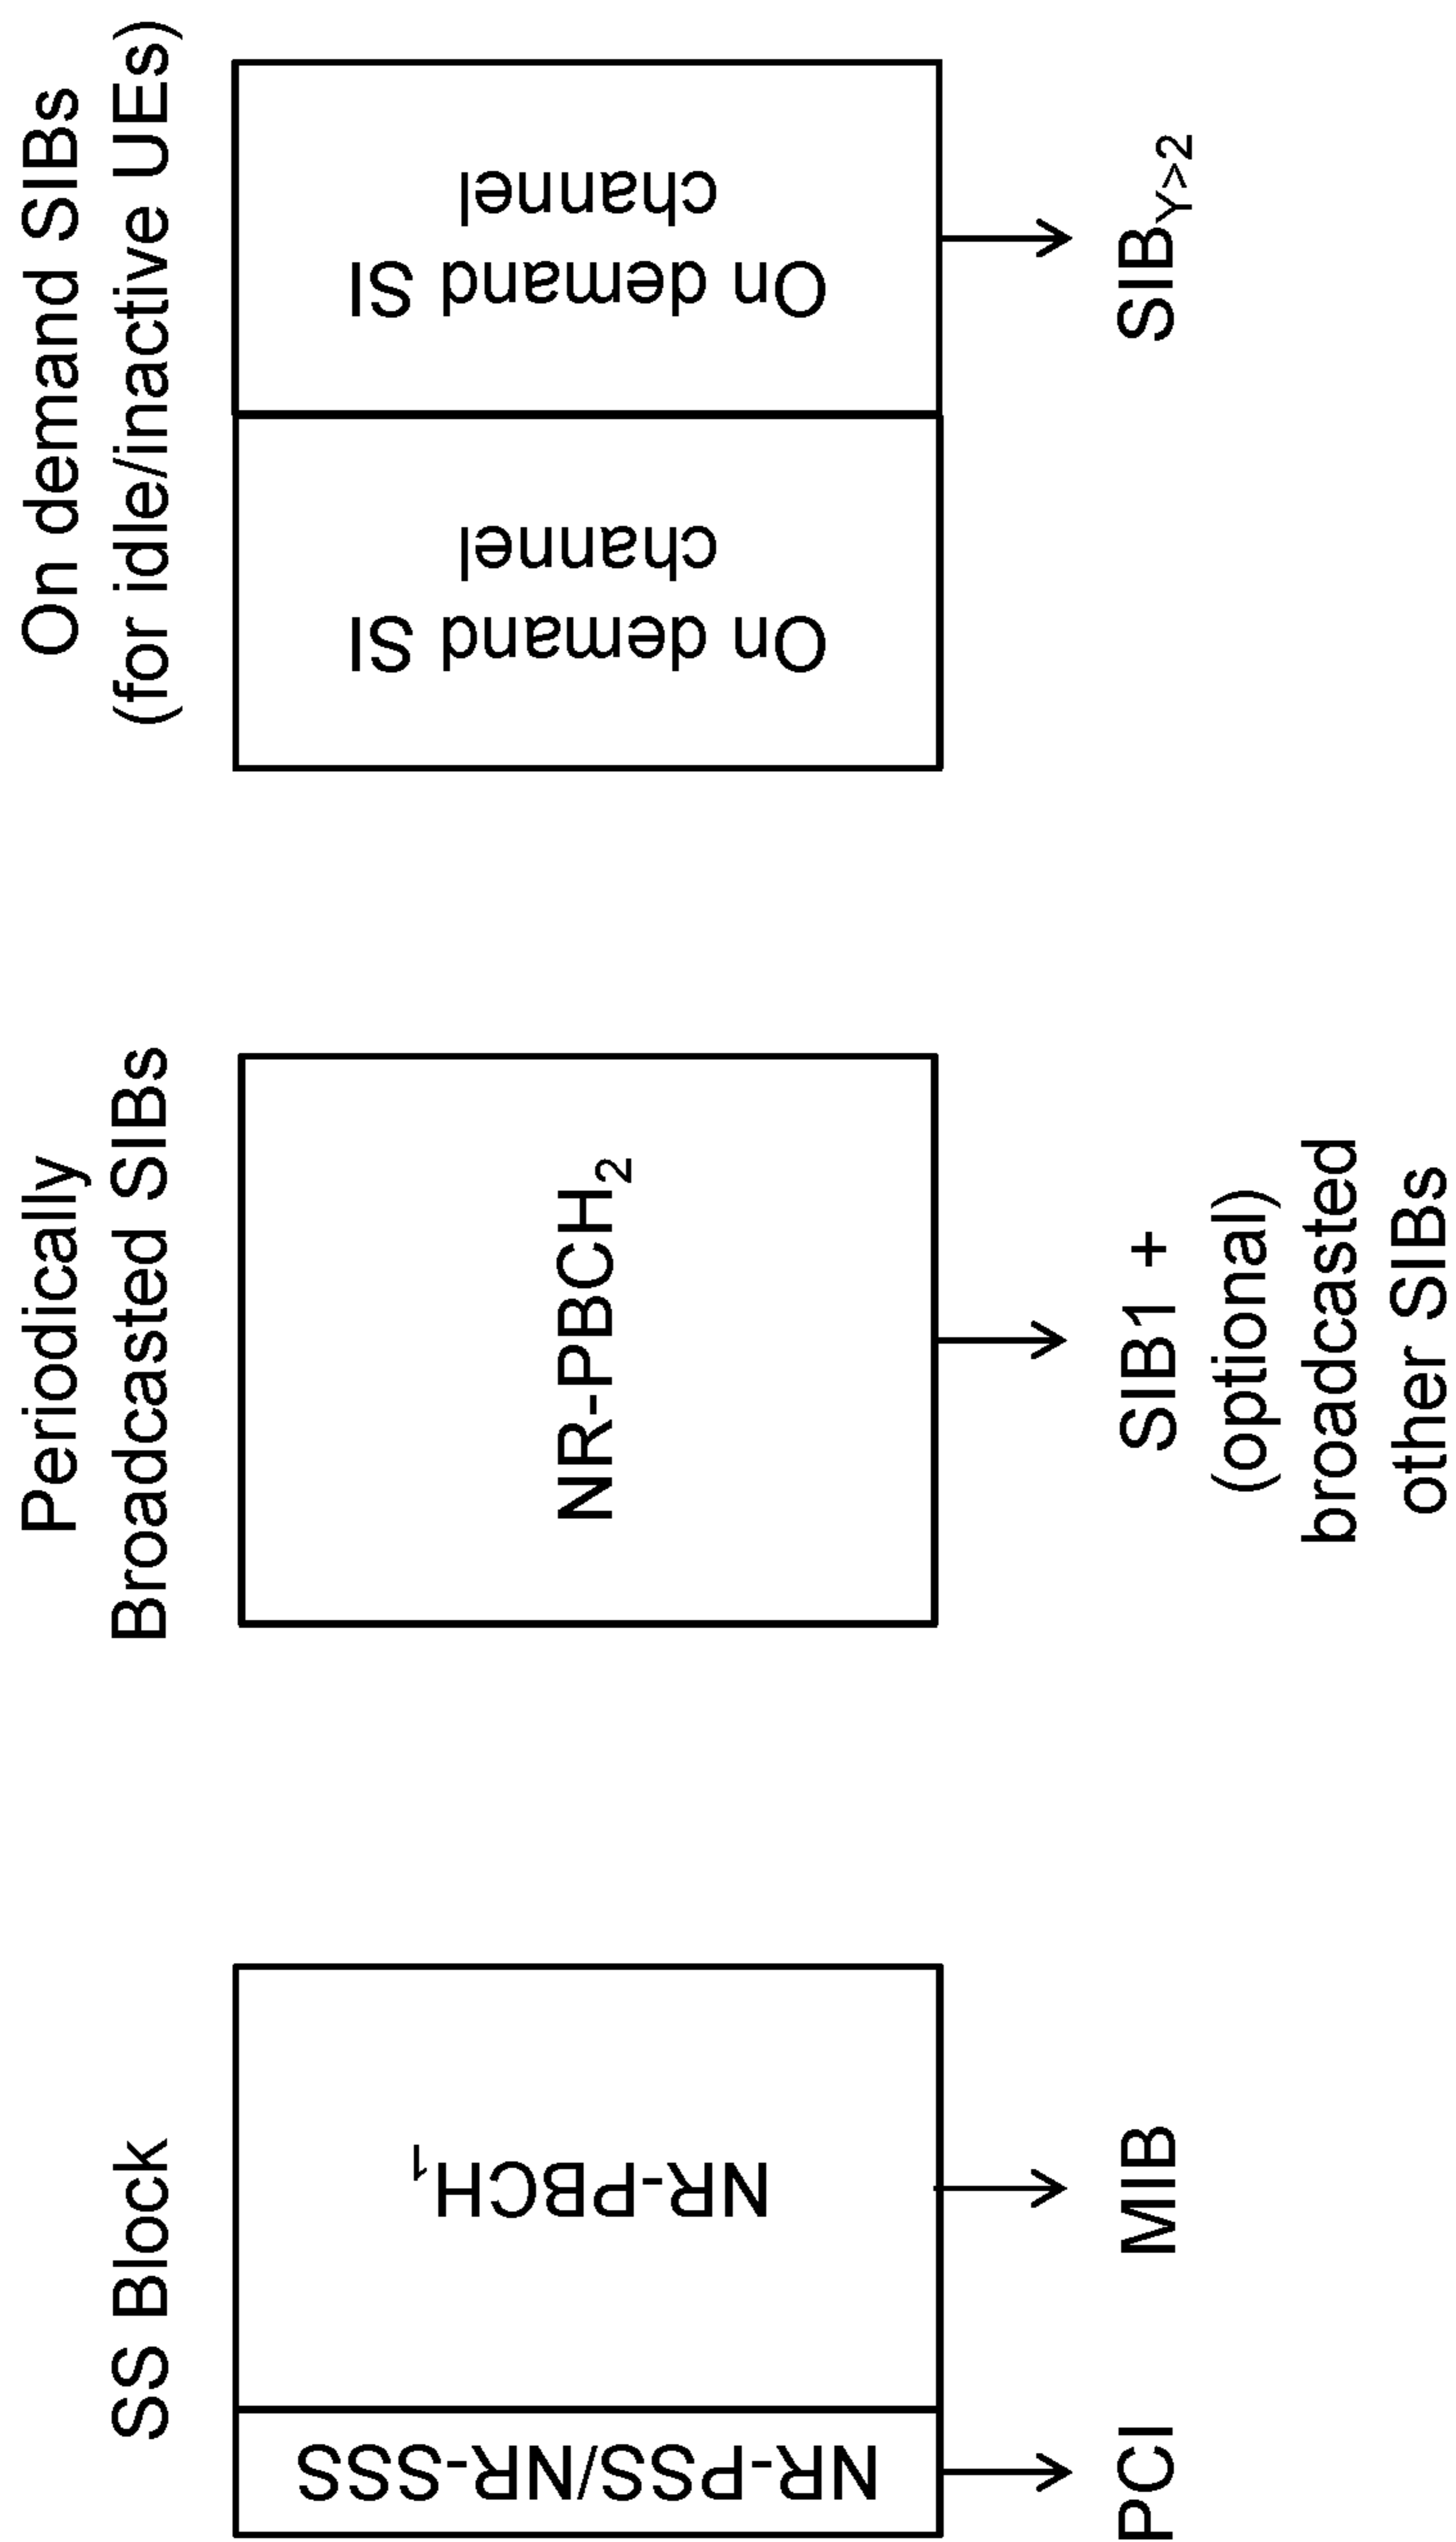 SS Block
NR-PSS/NR-SSS
NR-PBCH₁
PCI
MIB
Periodically
Broadcasted SIBs
NR-PBCH₂
SIB1 +
(optional)
broadcasted
other SIBs
On demand SIBs
(for idle/inactive UEs)
On demand SI
channel
On demand SI
channel
SIB_Y>2